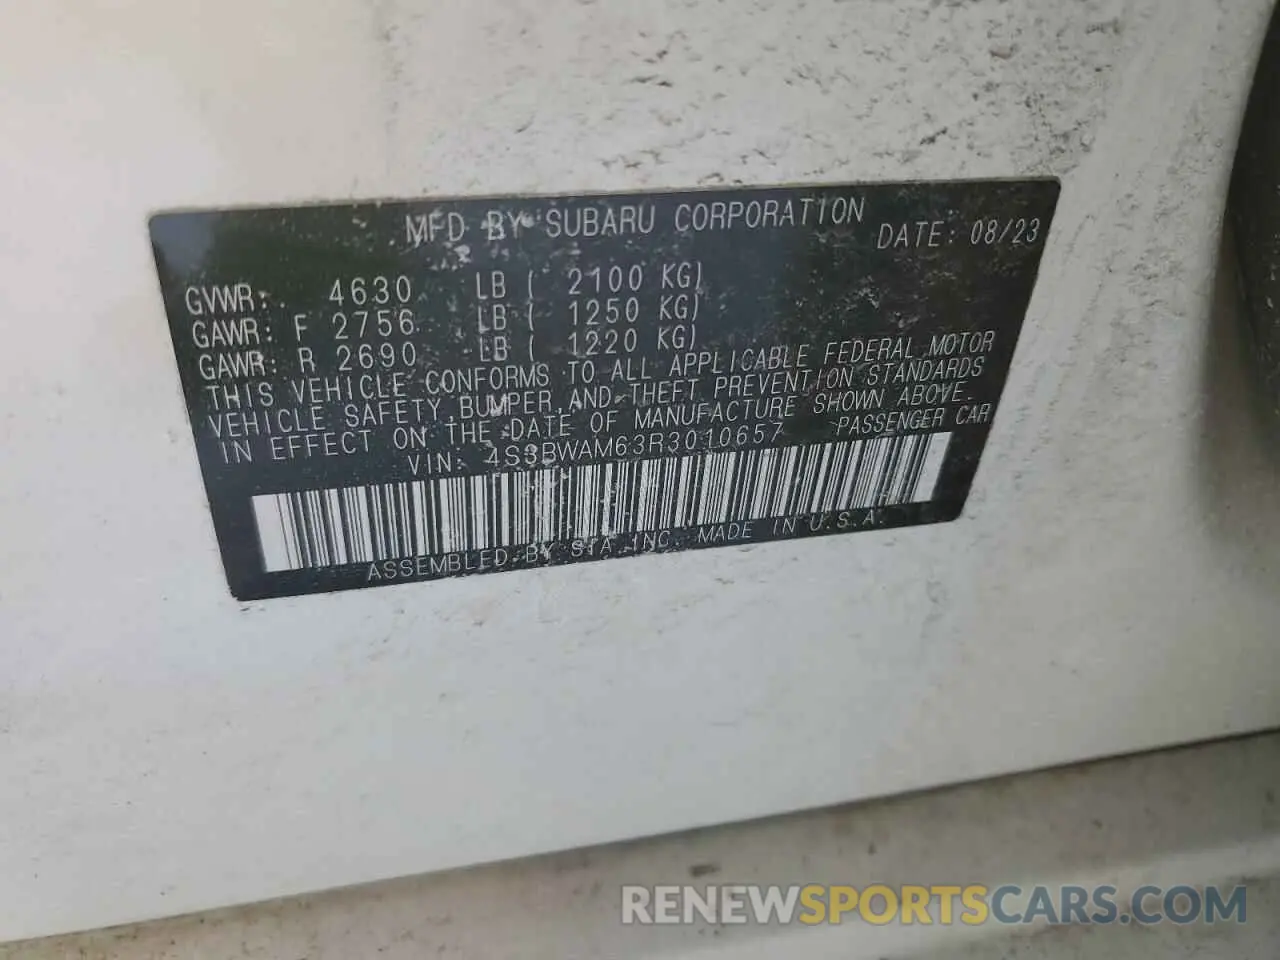 MFD BY SUBARU CORPORATION
DATE: 08/23
GVWR: 4630 LB ( 2100 KG)
GAWR: F 2756 LB ( 1250 KG)
GAWR: R 2690 LB ( 1220 KG)
THIS VEHICLE CONFORMS TO ALL APPLICABLE FEDERAL MOTOR
VEHICLE SAFETY,BUMPER,AND THEFT PREVENTION STANDARDS
IN EFFECT ON THE DATE OF MANUFACTURE SHOWN ABOVE.
VIN: 4S3BWAM63R3010657 PASSENGER CAR
ASSEMBLED BY SIA,INC. MADE IN U.S.A.
RENEWSPORTSCARS.COM